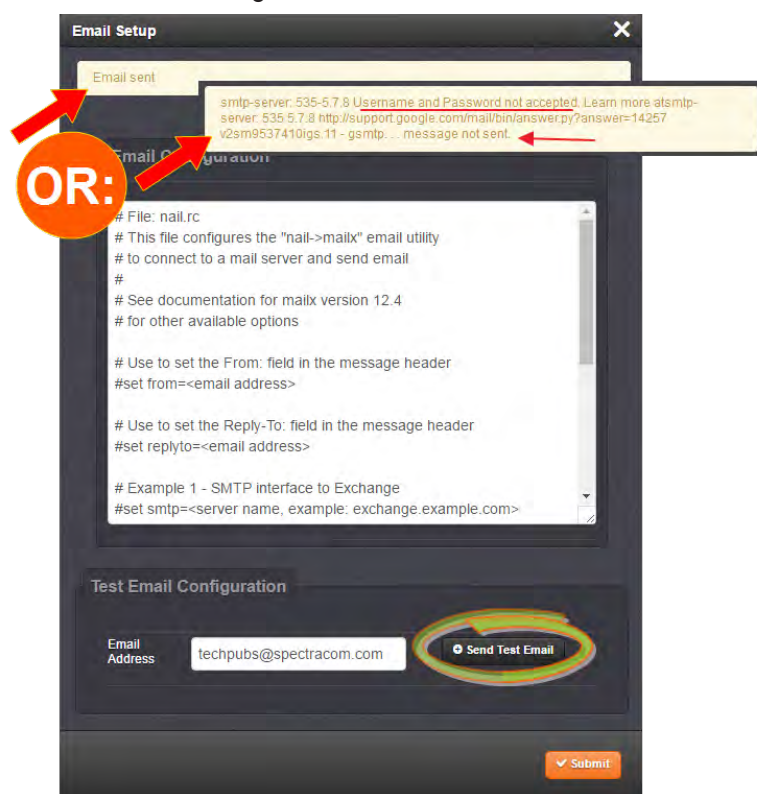 Email Setup
Email sent
smtp-server: 535-5.7.8 Username and Password not accepted. Learn more atsmtp-
server: 535 5.7.8 http://support.google.com/mail/bin/answer.py?answer=14257
v2sm9537410igs.11 - gsmtp. . . message not sent.
OR:
Email Configuration
# File: nail.rc
# This file configures the "nail->mailx" email utility
# to connect to a mail server and send email
#
# See documentation for mailx version 12.4
# for other available options
# Use to set the From: field in the message header
#set from=<email address>
# Use to set the Reply-To: field in the message header
#set replyto=<email address>
# Example 1 - SMTP interface to Exchange
#set smtp=<server name, example: exchange.example.com>
Test Email Configuration
Email
Address
techpubs@spectracom.com
Send Test Email
Submit